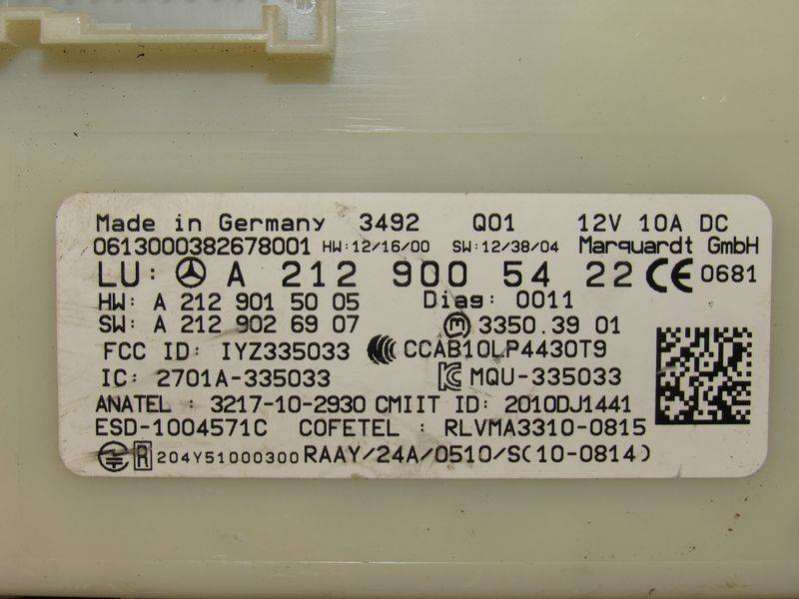 Made in Germany 3492 Q01 12V 10A DC
0613000382678001 HW:12/16/00 SW:12/38/04 Marquardt GmbH
LU: A 212 900 54 22 CE 0681
HW: A 212 901 50 05 Diag: 0011
SW: A 212 902 69 07 m 3350.39 01
FCC ID: IYZ335033 CCAB10LP4430T9
IC: 2701A-335033 MQU-335033
ANATEL : 3217-10-2930 CMIIT ID: 2010DJ1441
ESD-1004571C COFETEL : RLVMA3310-0815
R 204Y51000300 RAAY/24A/0510/S(10-0814)